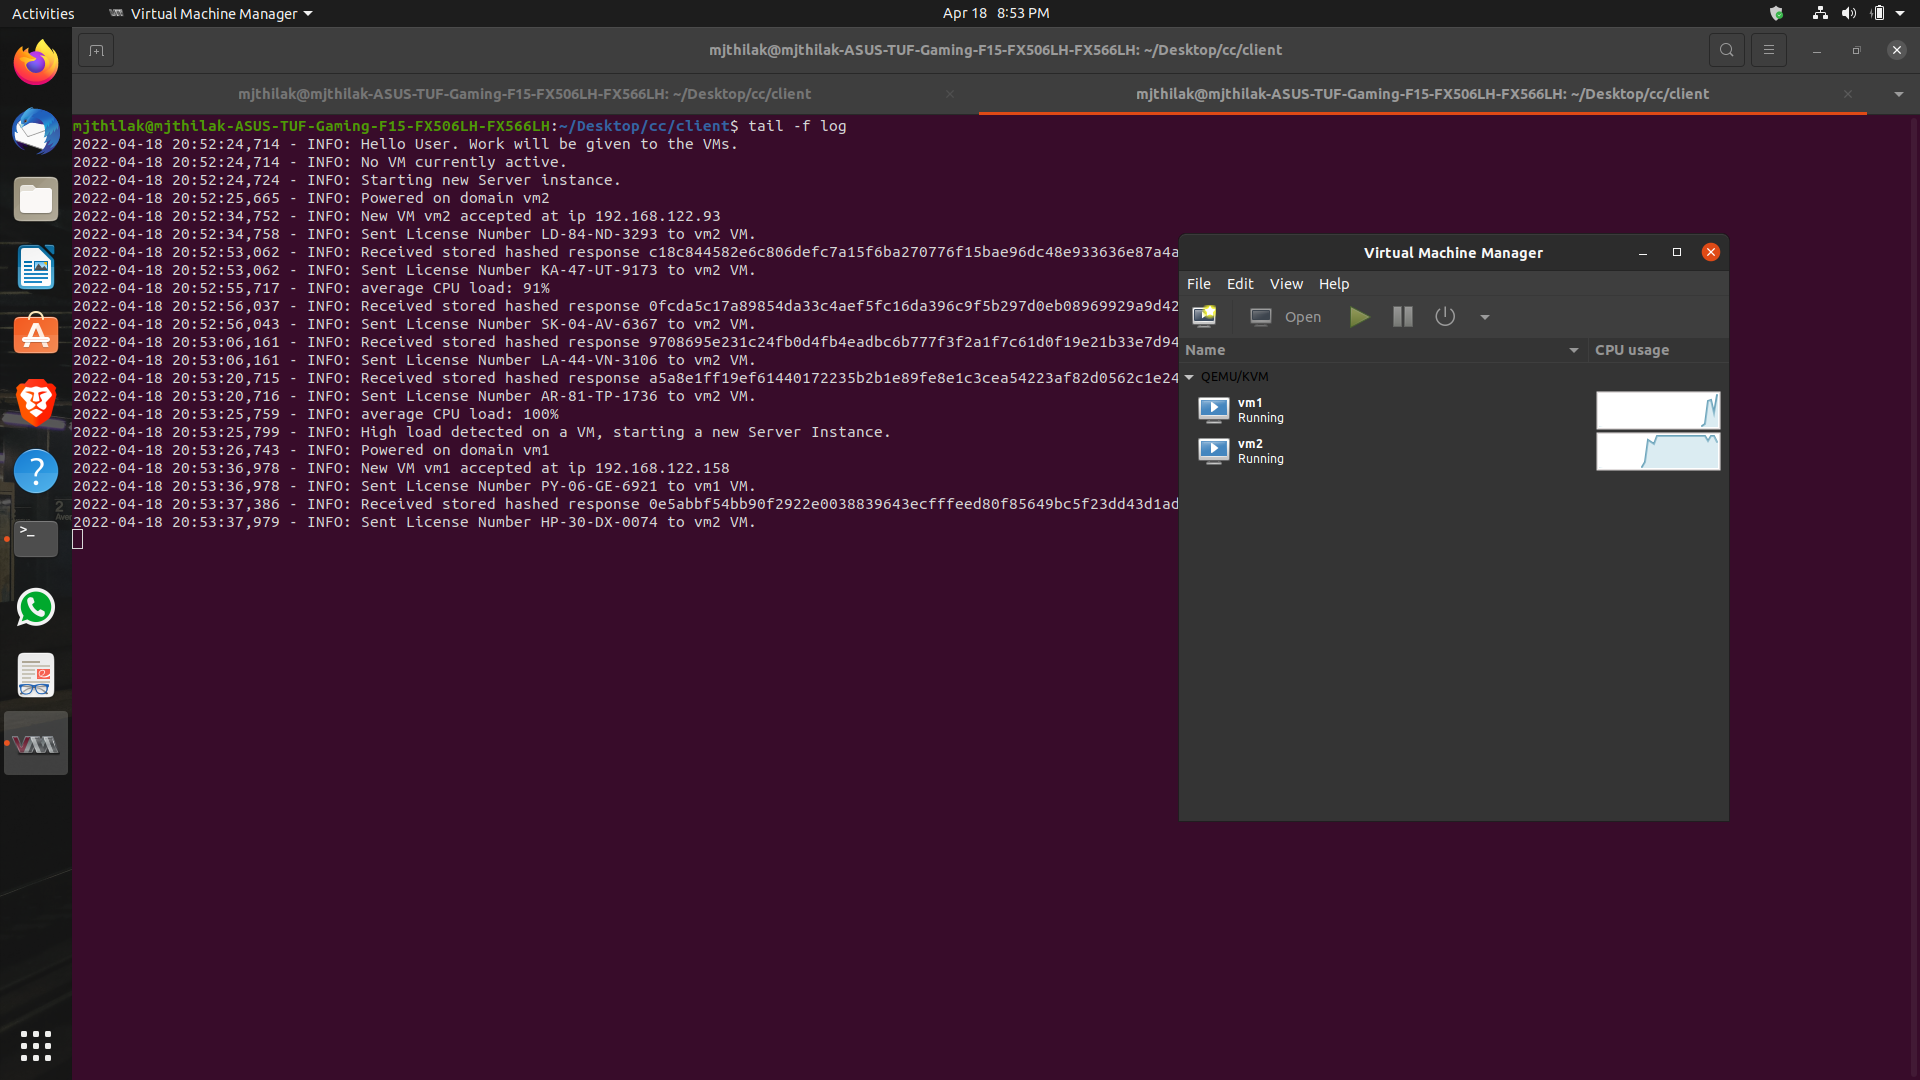 Activities
Virtual Machine Manager
Apr 18 8:53 PM
mjthilak@mjthilak-ASUS-TUF-Gaming-F15-FX506LH-FX566LH: ~/Desktop/cc/client
mjthilak@mjthilak-ASUS-TUF-Gaming-F15-FX506LH-FX566LH: ~/Desktop/cc/client
mjthilak@mjthilak-ASUS-TUF-Gaming-F15-FX506LH-FX566LH: ~/Desktop/cc/client
mjthilak@mjthilak-ASUS-TUF-Gaming-F15-FX506LH-FX566LH:~/Desktop/cc/client$ tail -f log
2022-04-18 20:52:24,714 - INFO: Hello User. Work will be given to the VMs.
2022-04-18 20:52:24,714 - INFO: No VM currently active.
2022-04-18 20:52:24,724 - INFO: Starting new Server instance.
2022-04-18 20:52:25,665 - INFO: Powered on domain vm2
2022-04-18 20:52:34,752 - INFO: New VM vm2 accepted at ip 192.168.122.93
2022-04-18 20:52:34,758 - INFO: Sent License Number LD-84-ND-3293 to vm2 VM.
2022-04-18 20:52:53,062 - INFO: Received stored hashed response c18c844582e6c806defc7a15f6ba270776f15bae96dc48e933636e87a4a
2022-04-18 20:52:53,062 - INFO: Sent License Number KA-47-UT-9173 to vm2 VM.
2022-04-18 20:52:55,717 - INFO: average CPU load: 91%
2022-04-18 20:52:56,037 - INFO: Received stored hashed response 0fcda5c17a89854da33c4aef5fc16da396c9f5b297d0eb08969929a9d42
2022-04-18 20:52:56,043 - INFO: Sent License Number SK-04-AV-6367 to vm2 VM.
2022-04-18 20:53:06,161 - INFO: Received stored hashed response 9708695e231c24fb0d4fb4eadbc6b777f3f2a1f7c61d0f19e21b33e7d94
2022-04-18 20:53:06,161 - INFO: Sent License Number LA-44-VN-3106 to vm2 VM.
2022-04-18 20:53:20,715 - INFO: Received stored hashed response a5a8e1ff19ef61440172235b2b1e89fe8e1c3cea54223af82d0562c1e24
2022-04-18 20:53:20,716 - INFO: Sent License Number AR-81-TP-1736 to vm2 VM.
2022-04-18 20:53:25,759 - INFO: average CPU load: 100%
2022-04-18 20:53:25,799 - INFO: High load detected on a VM, starting a new Server Instance.
2022-04-18 20:53:26,743 - INFO: Powered on domain vm1
2022-04-18 20:53:36,978 - INFO: New VM vm1 accepted at ip 192.168.122.158
2022-04-18 20:53:36,978 - INFO: Sent License Number PY-06-GE-6921 to vm1 VM.
2022-04-18 20:53:37,386 - INFO: Received stored hashed response 0e5abbf54bb90f2922e0038839643ecfffeed80f85649bc5f23dd43d1ad
2022-04-18 20:53:37,979 - INFO: Sent License Number HP-30-DX-0074 to vm2 VM.
Virtual Machine Manager
File Edit View Help
Open
Name CPU usage
QEMU/KVM
vm1
Running
vm2
Running